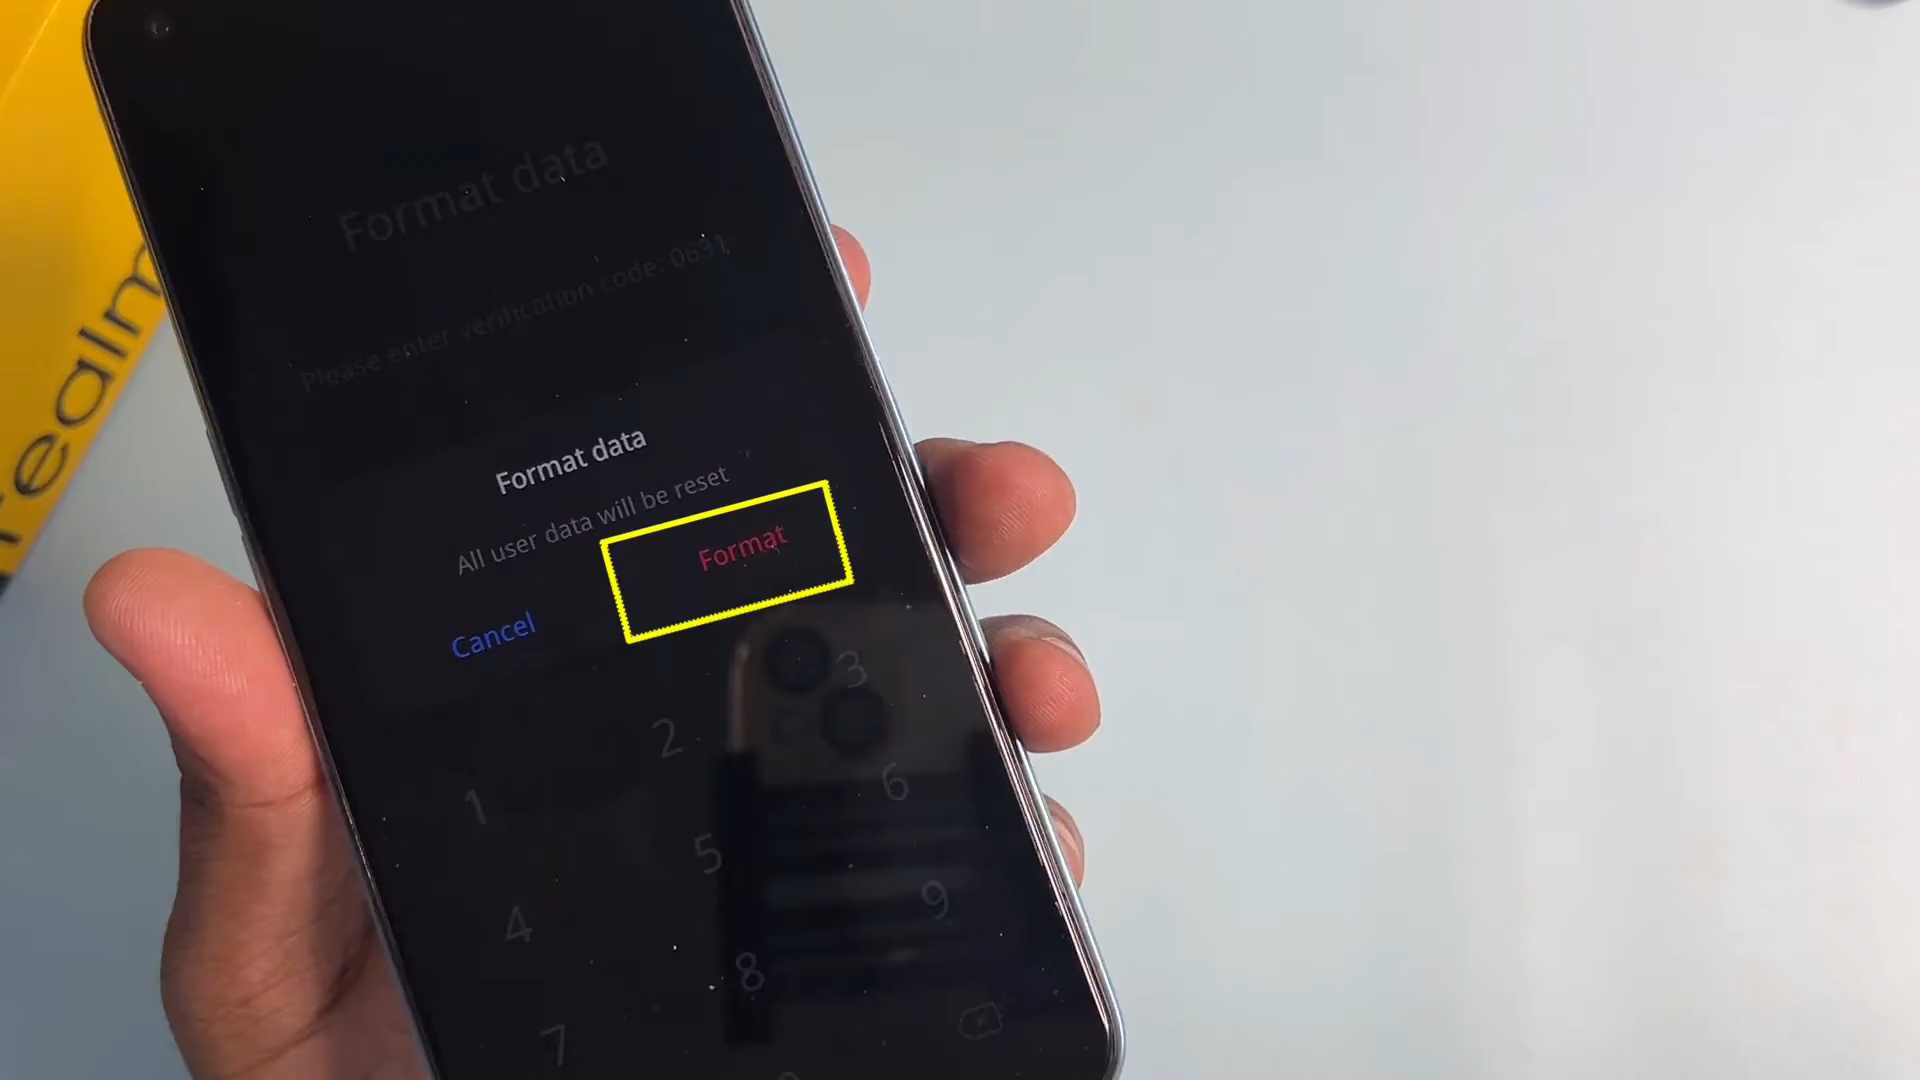 realm
Format data
Please enter verification code: 0631
Format data
All user data will be reset
Cancel
Format
1
2
3
4
5
6
7
8
9